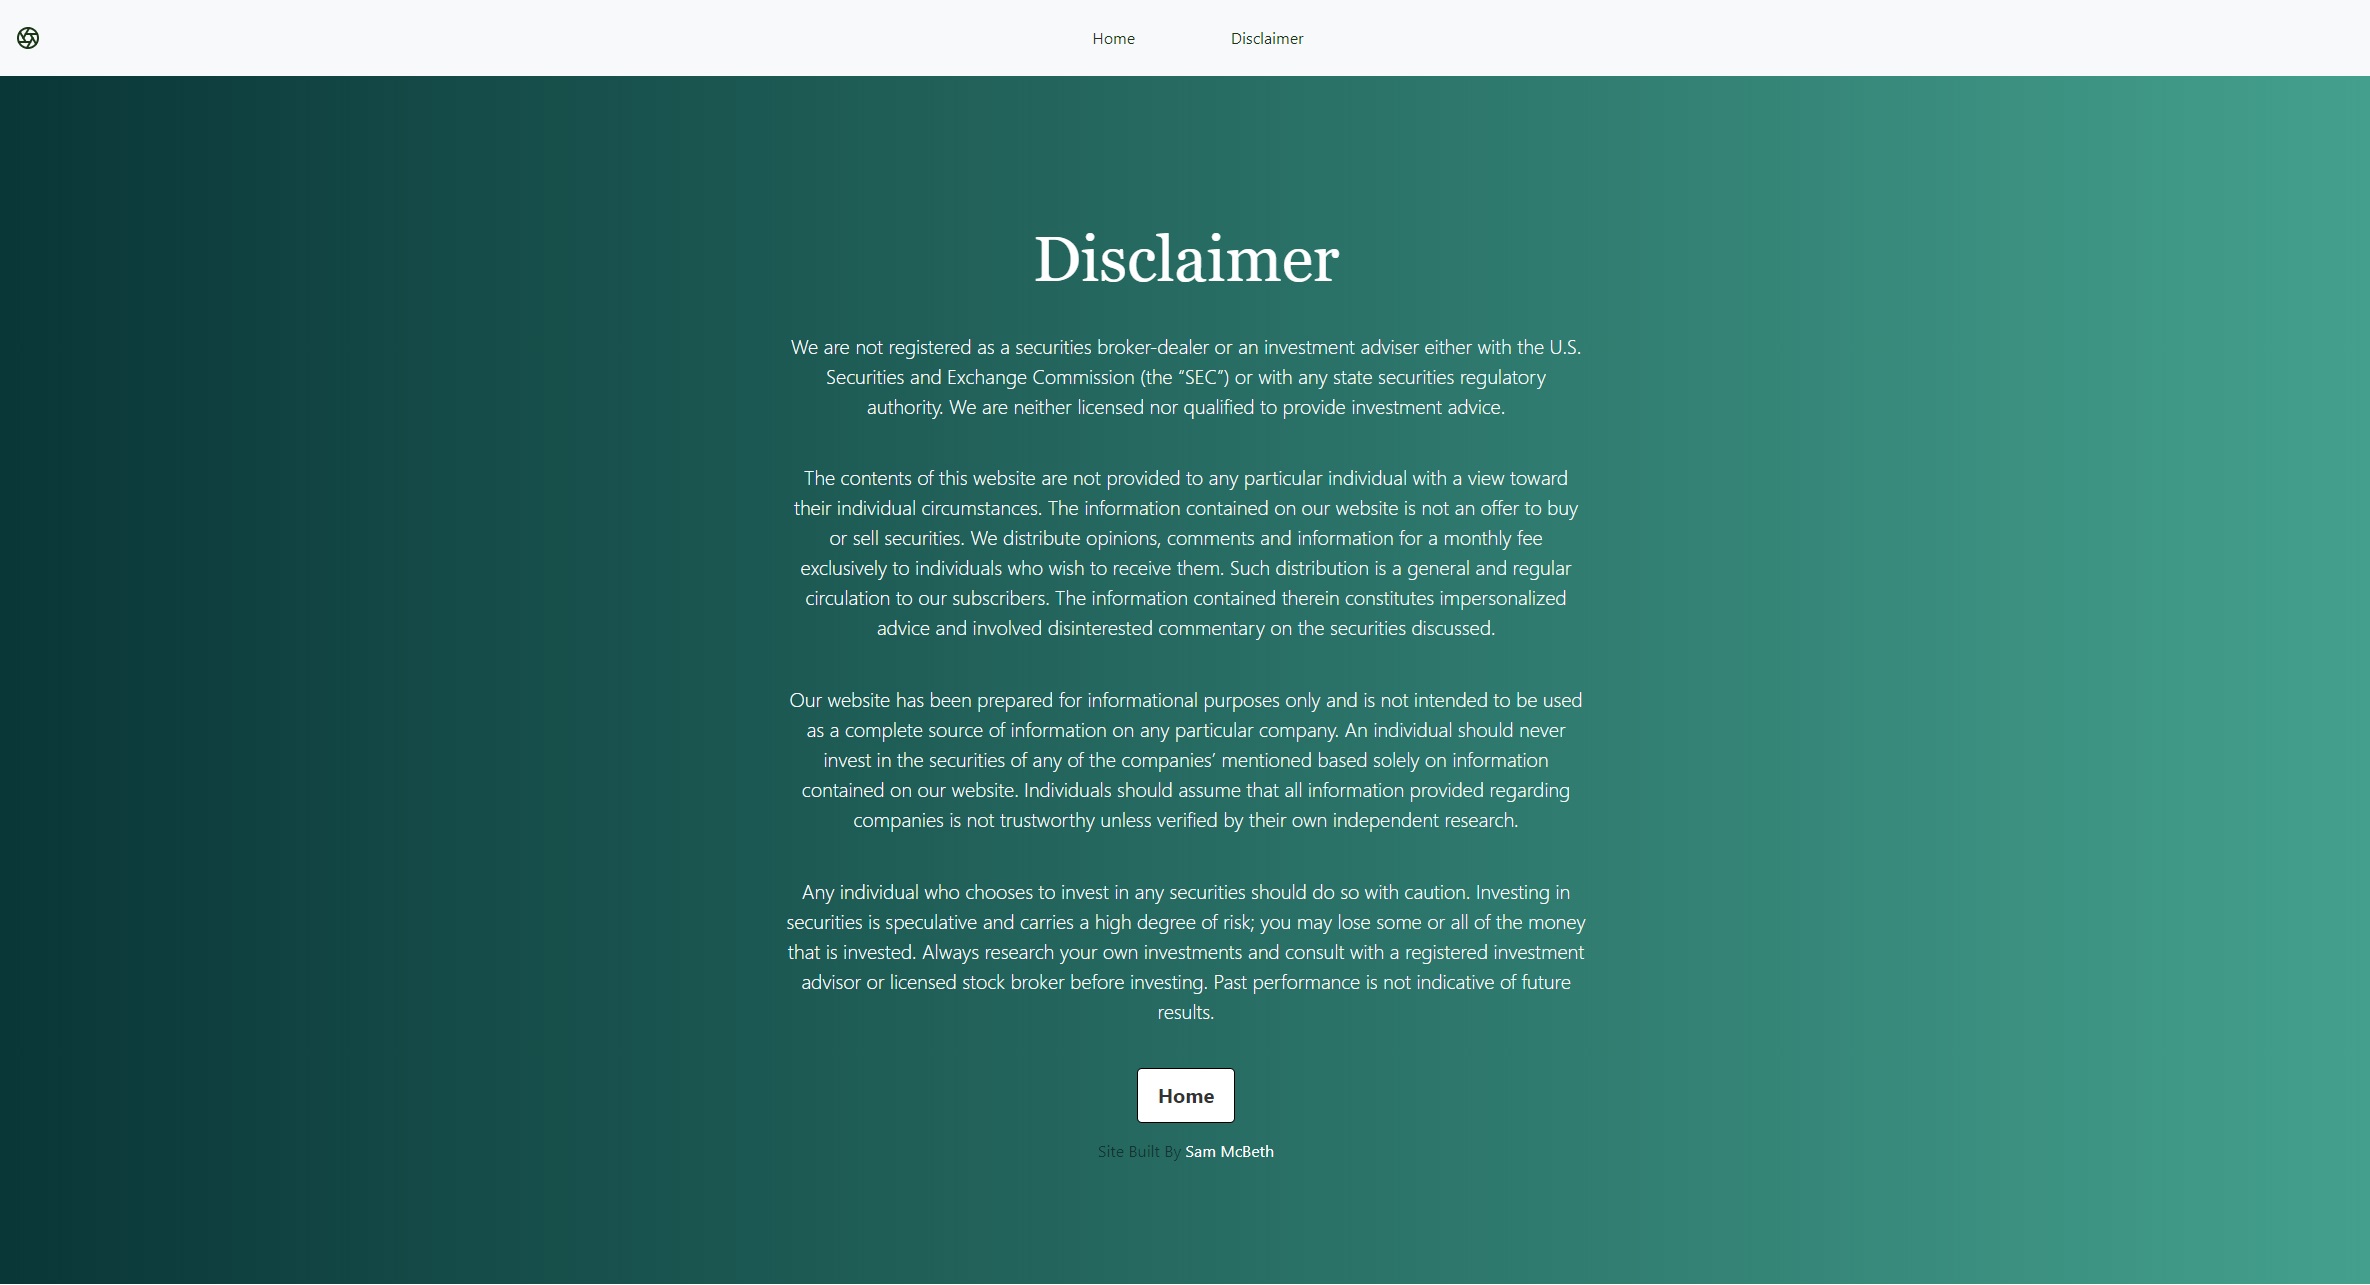 Home Disclaimer
Disclaimer
We are not registered as a securities broker-dealer or an investment adviser either with the U.S.
Securities and Exchange Commission (the “SEC”) or with any state securities regulatory
authority. We are neither licensed nor qualified to provide investment advice.
The contents of this website are not provided to any particular individual with a view toward
their individual circumstances. The information contained on our website is not an offer to buy
or sell securities. We distribute opinions, comments and information for a monthly fee
exclusively to individuals who wish to receive them. Such distribution is a general and regular
circulation to our subscribers. The information contained therein constitutes impersonalized
advice and involved disinterested commentary on the securities discussed.
Our website has been prepared for informational purposes only and is not intended to be used
as a complete source of information on any particular company. An individual should never
invest in the securities of any of the companies’ mentioned based solely on information
contained on our website. Individuals should assume that all information provided regarding
companies is not trustworthy unless verified by their own independent research.
Any individual who chooses to invest in any securities should do so with caution. Investing in
securities is speculative and carries a high degree of risk; you may lose some or all of the money
that is invested. Always research your own investments and consult with a registered investment
advisor or licensed stock broker before investing. Past performance is not indicative of future
results.
Home
Site Built By Sam McBeth